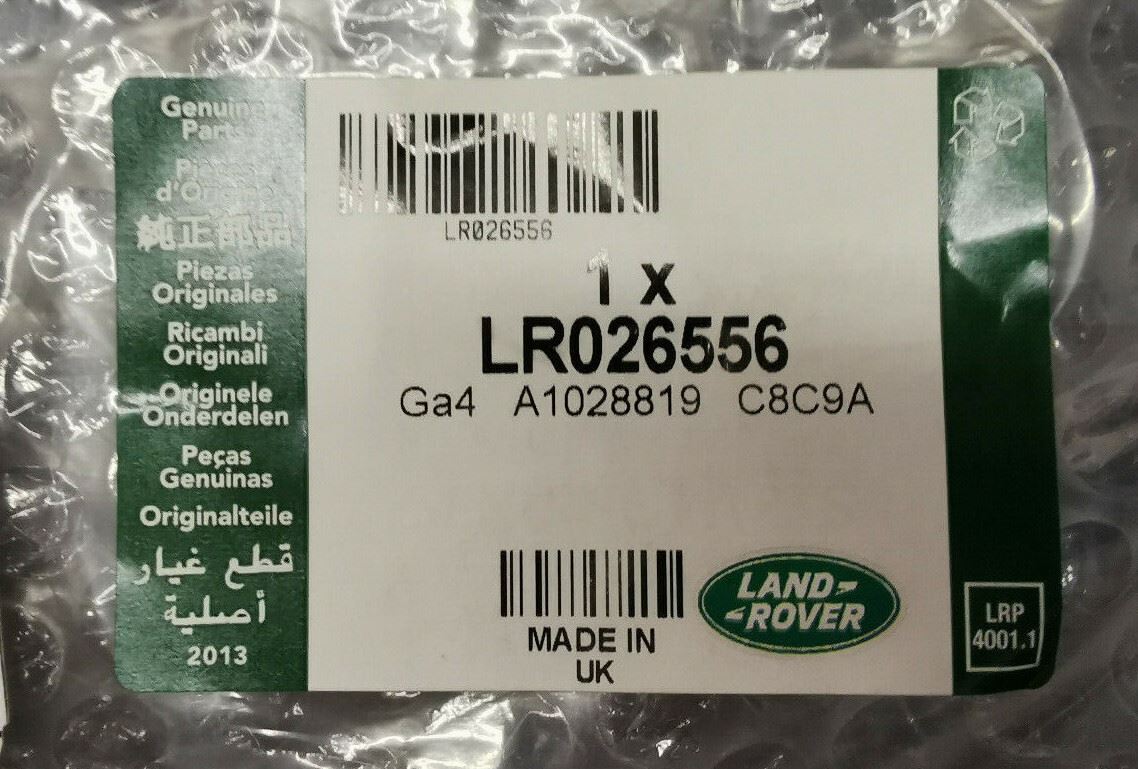 Genuine
Parts
Pièces
d'Origine
純正部品
Piezas
Originales
Ricambi
Originali
Originele
Onderdelen
Peças
Genuinas
Originalteile
قطع غيار
أصلية
2013
LR026556
1 x
LR026556
Ga4 A1028819 C8C9A
MADE IN
UK
LAND
ROVER
LRP
4001.1